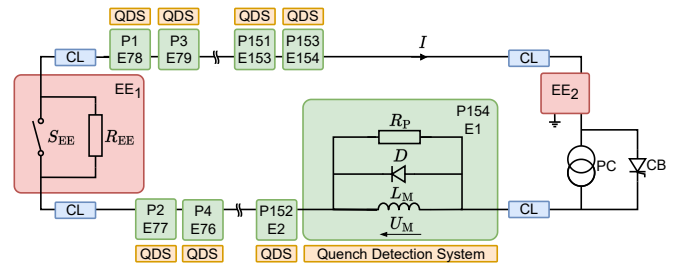 QDS QDS QDS QDS
P1 P3 P151 P153 I
E78 E79 E153 E154
CL CL
EE1 EE2
P154
E1
RP
SEE REE D PC CB
LM
UM
CL P2 P4 P152 CL
E77 E76 E2
QDS QDS QDS Quench Detection System